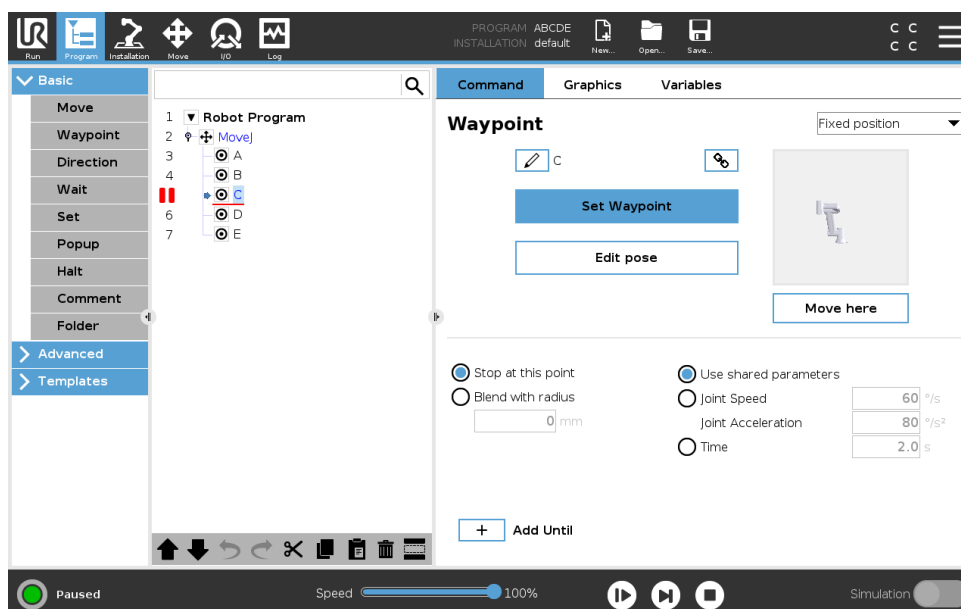 UR
PROGRAM ABCDE
INSTALLATION default
Run
Program
Installation
Move
I/O
Log
New...
Open...
Save...
C C
C C
Basic
Move
Waypoint
Direction
Wait
Set
Popup
Halt
Comment
Folder
Advanced
Templates
1 Robot Program
2 MoveJ
3 A
4 B
C
6 D
7 E
Command Graphics Variables
Waypoint
Fixed position
C
Set Waypoint
Edit pose
Move here
Stop at this point
Blend with radius
0 mm
Use shared parameters
Joint Speed 60 °/s
Joint Acceleration 80 °/s²
Time 2.0 s
+ Add Until
Paused
Speed 100%
Simulation